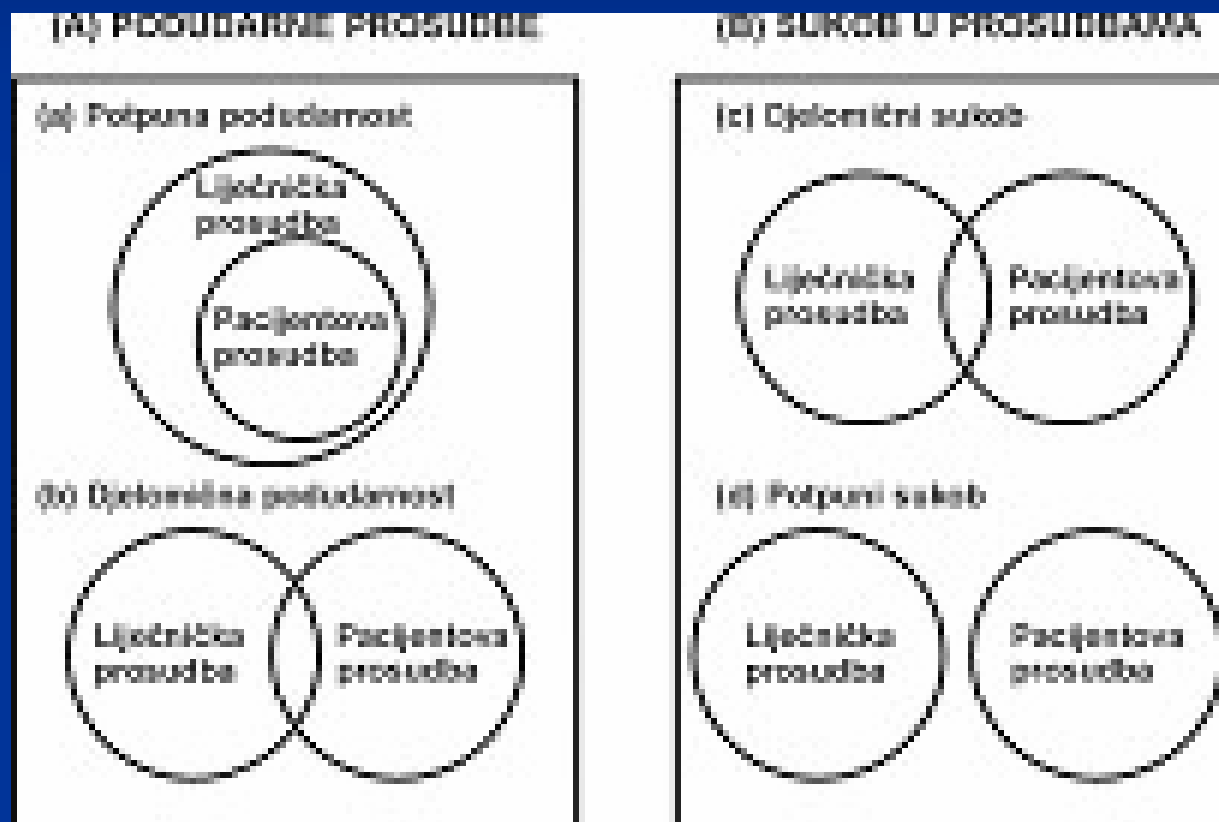 (A) PODUDARNE PROSUDBE
(a) Potpuna podudarnost
Liječnička
prosudba
Pacijentova
prosudba
(b) Djelomična podudarnost
Liječnička
prosudba
Pacijentova
prosudba
(B) SUKOB U PROSUDBAMA
(c) Djelomični sukob
Liječnička
prosudba
Pacijentova
prosudba
(d) Potpuni sukob
Liječnička
prosudba
Pacijentova
prosudba